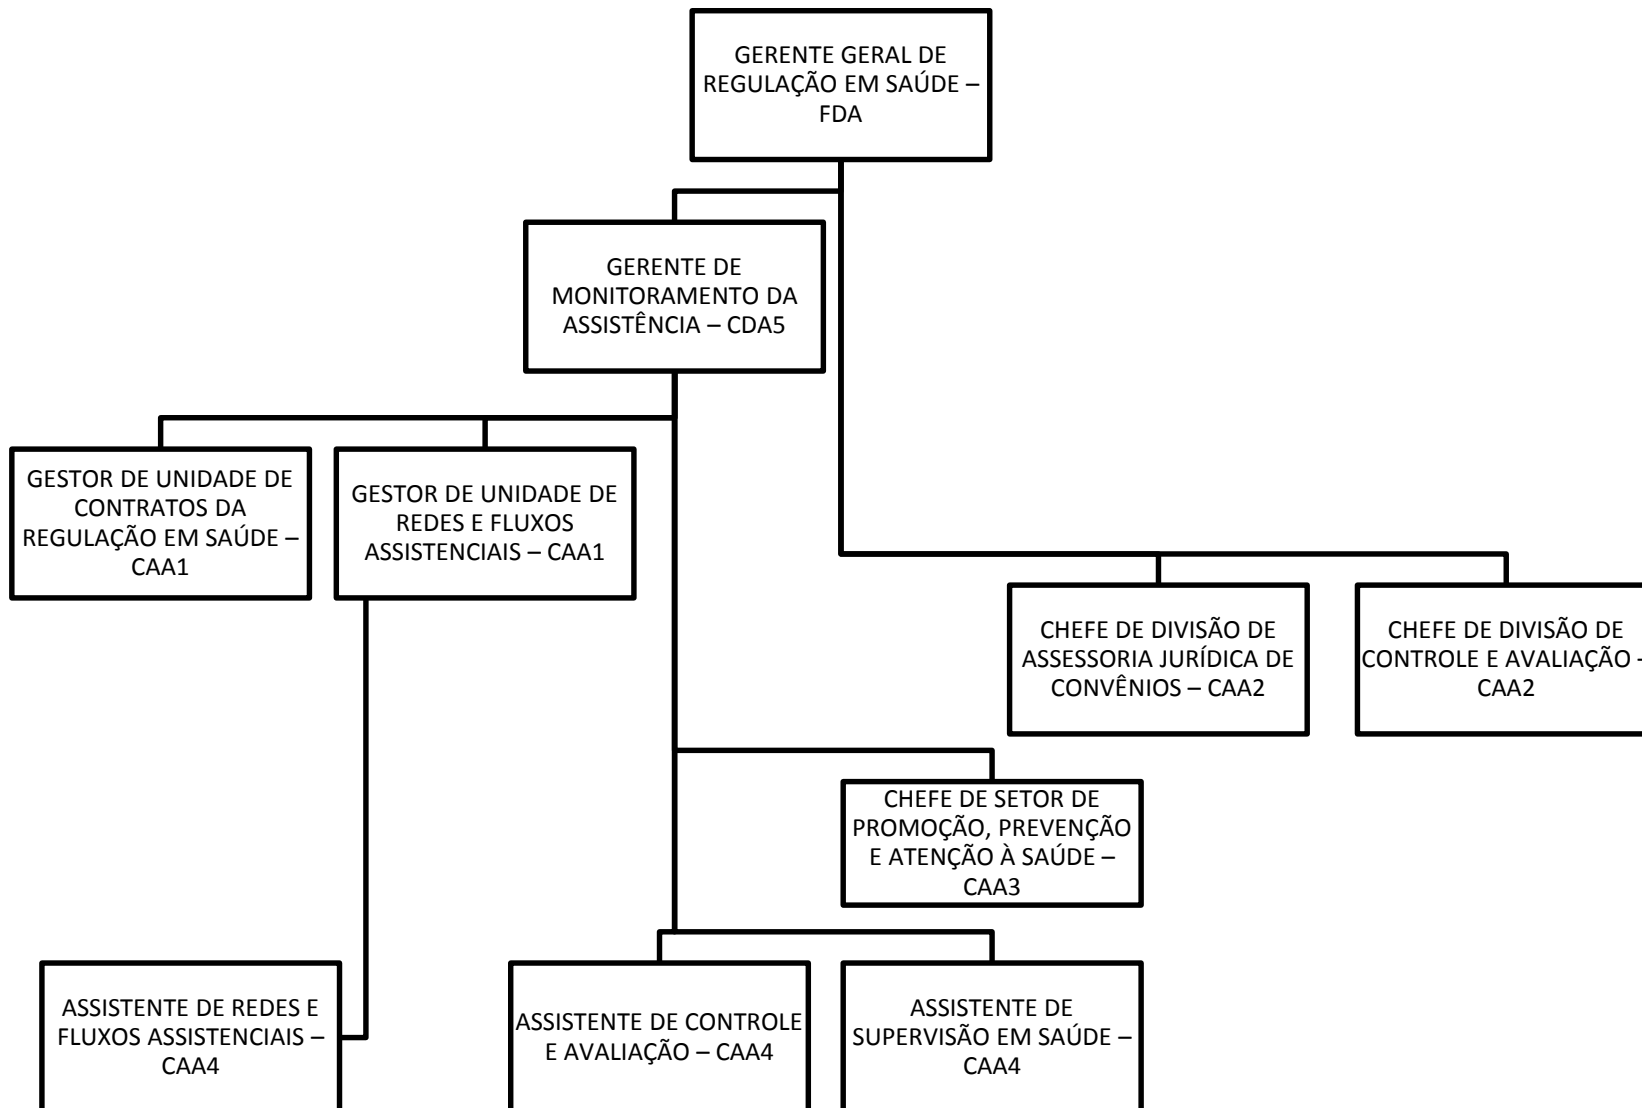 GERENTE GERAL DE
REGULAÇÃO EM SAÚDE –
FDA
GERENTE DE
MONITORAMENTO DA
ASSISTÊNCIA – CDA5
GESTOR DE UNIDADE DE
CONTRATOS DA
REGULAÇÃO EM SAÚDE –
CAA1
GESTOR DE UNIDADE DE
REDES E FLUXOS
ASSISTENCIAIS – CAA1
CHEFE DE DIVISÃO DE
ASSESSORIA JURÍDICA DE
CONVÊNIOS – CAA2
CHEFE DE DIVISÃO DE
CONTROLE E AVALIAÇÃO –
CAA2
CHEFE DE SETOR DE
PROMOÇÃO, PREVENÇÃO
E ATENÇÃO À SAÚDE –
CAA3
ASSISTENTE DE REDES E
FLUXOS ASSISTENCIAIS –
CAA4
ASSISTENTE DE CONTROLE
E AVALIAÇÃO – CAA4
ASSISTENTE DE
SUPERVISÃO EM SAÚDE –
CAA4